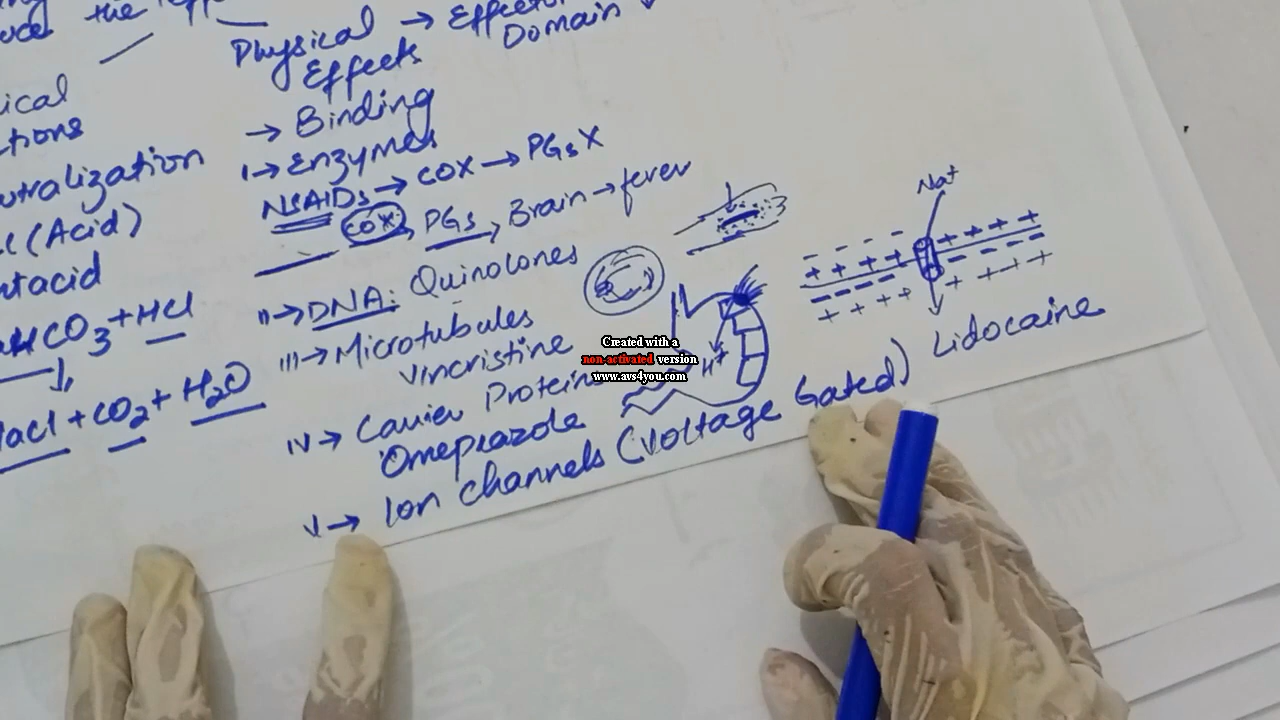 the
Physical → Effector
Effects Domain
ical
tions
→ Binding
utralization
i→ Enzymes
NSAIDs → COX → PGs X
l (Acid)
COX, PGs, Brain → fever
ntacid
ii→ DNA: Quinolones
HCO3 + HCl
iii→ Microtubules
Vincristine
NaCl + CO2 + H2O
iv→ Carrier Proteins
Omeprazole
H+
v→ Ion channels (Voltage Gated) Lidocaine
Na+
- - - - + + + +
+ + + + - - - -
- - - - + + + +
+ + +
Created with a
non-activated version
www.avs4you.com